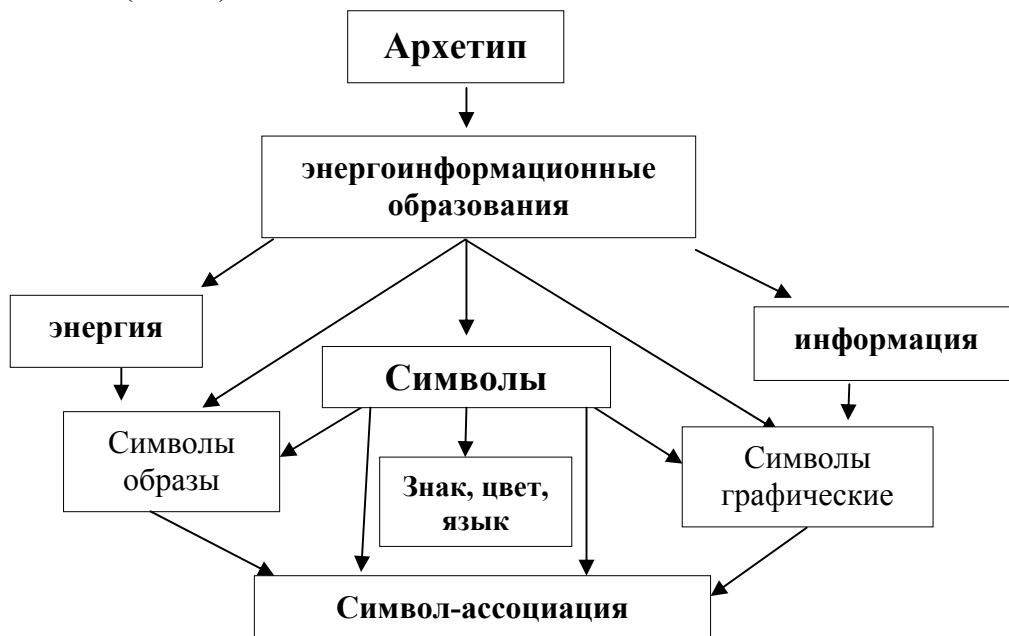 Архетип
энергоинформационные
образования
энергия
информация
Символы
Символы
образы
Знак, цвет,
язык
Символы
графические
Символ-ассоциация